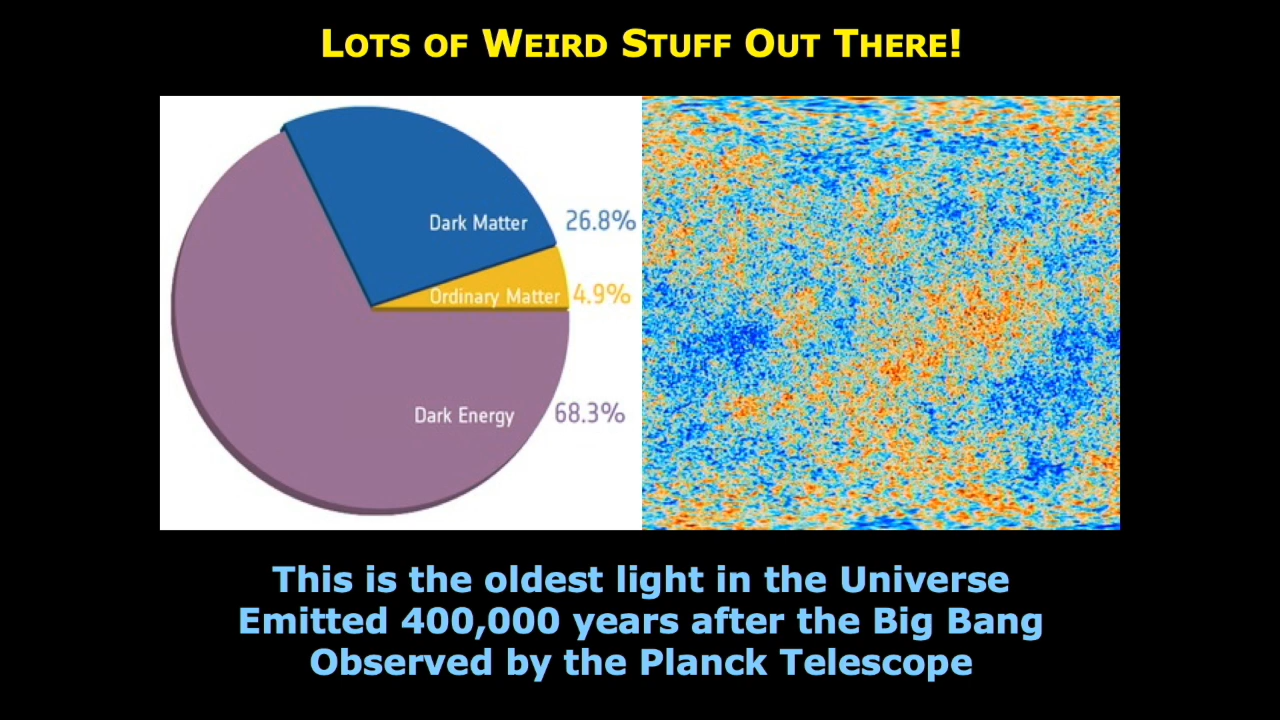 LOTS OF WEIRD STUFF OUT THERE!
Dark Matter 26.8%
Ordinary Matter 4.9%
Dark Energy 68.3%
This is the oldest light in the Universe
Emitted 400,000 years after the Big Bang
Observed by the Planck Telescope